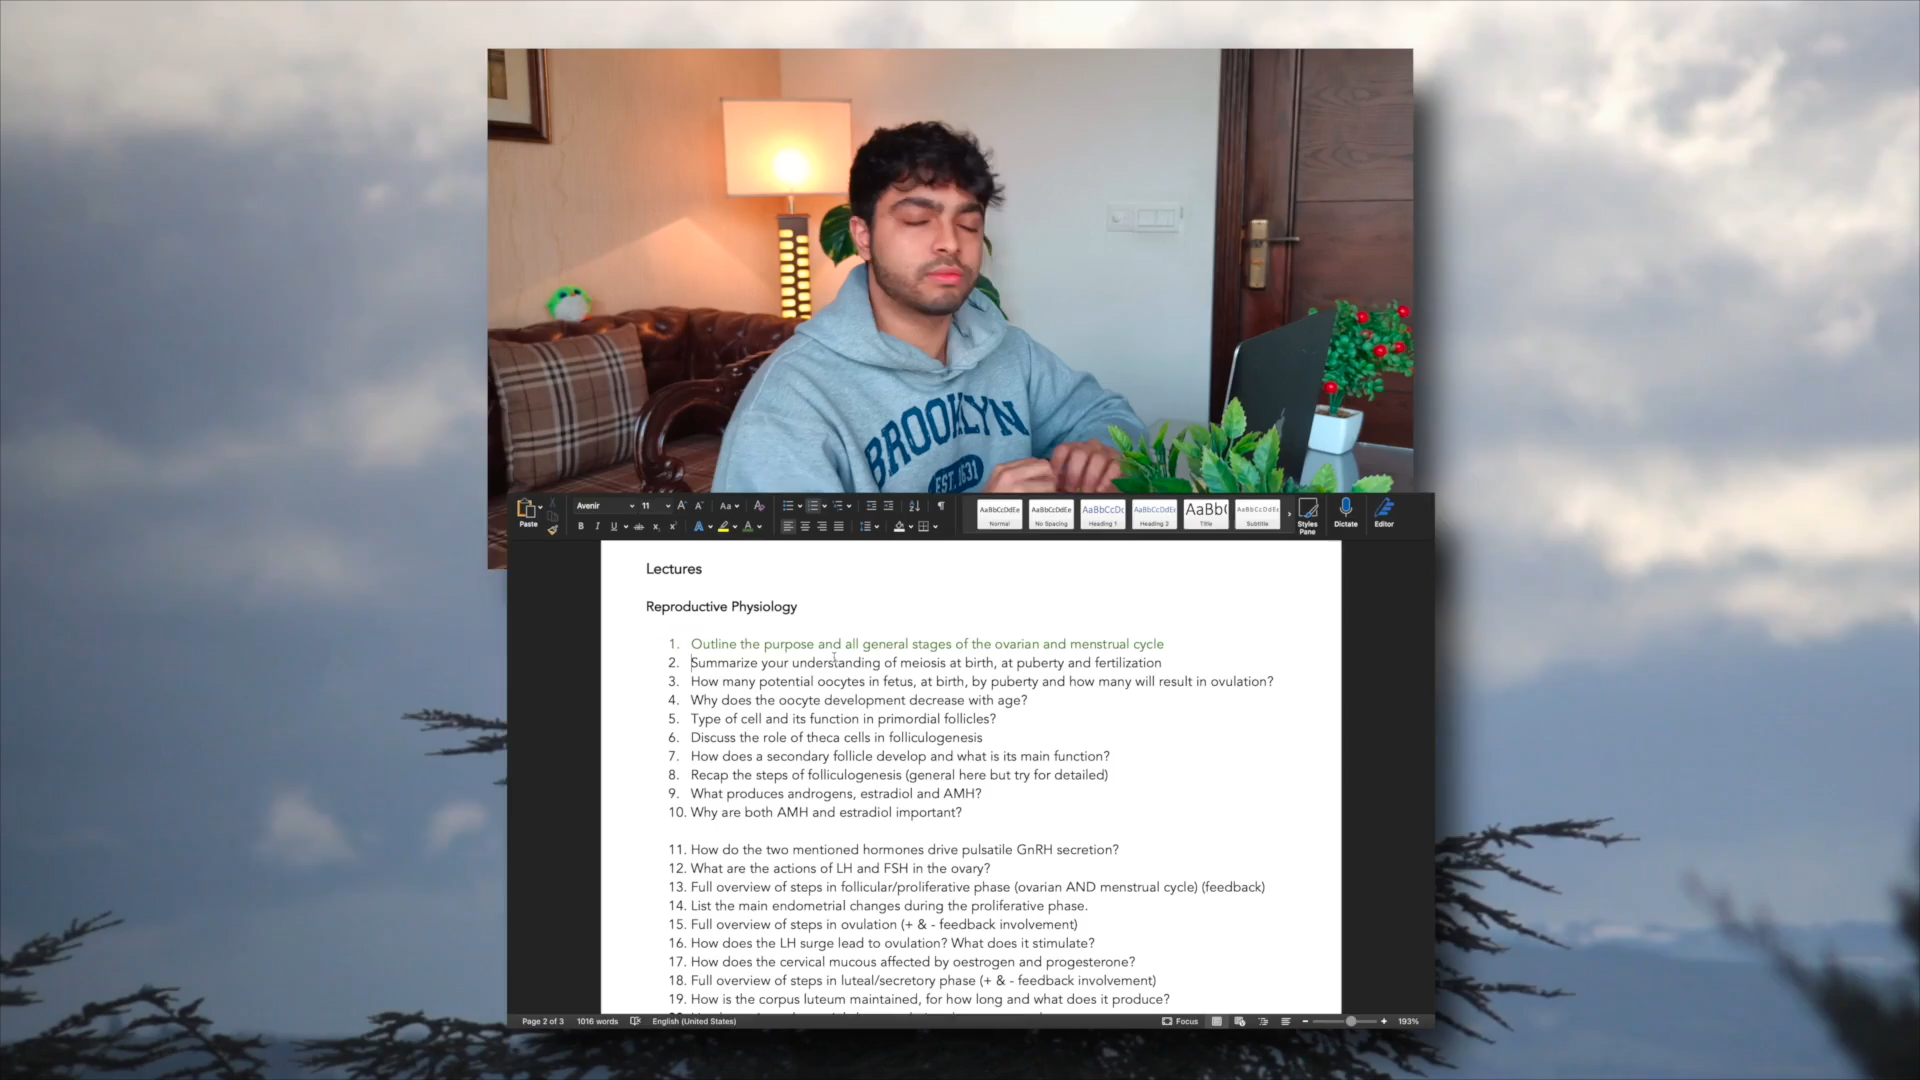 BROOKLYN
EST. 1631
Paste
Avenir
11
Aa
AaBbCcDdEe
Normal
AaBbCcDdEe
No Spacing
AaBbCcDc
Heading 1
AaBbCcDdEe
Heading 2
AaBb(
Title
AaBbCcDdEe
Subtitle
Styles
Pane
Dictate
Editor
B I U ab x x A A
Lectures
Reproductive Physiology
1. Outline the purpose and all general stages of the ovarian and menstrual cycle
2. Summarize your understanding of meiosis at birth, at puberty and fertilization
3. How many potential oocytes in fetus, at birth, by puberty and how many will result in ovulation?
4. Why does the oocyte development decrease with age?
5. Type of cell and its function in primordial follicles?
6. Discuss the role of theca cells in folliculogenesis
7. How does a secondary follicle develop and what is its main function?
8. Recap the steps of folliculogenesis (general here but try for detailed)
9. What produces androgens, estradiol and AMH?
10. Why are both AMH and estradiol important?
11. How do the two mentioned hormones drive pulsatile GnRH secretion?
12. What are the actions of LH and FSH in the ovary?
13. Full overview of steps in follicular/proliferative phase (ovarian AND menstrual cycle) (feedback)
14. List the main endometrial changes during the proliferative phase.
15. Full overview of steps in ovulation (+ & - feedback involvement)
16. How does the LH surge lead to ovulation? What does it stimulate?
17. How does the cervical mucous affected by oestrogen and progesterone?
18. Full overview of steps in luteal/secretory phase (+ & - feedback involvement)
19. How is the corpus luteum maintained, for how long and what does it produce?
Page 2 of 3 1016 words English (United States) Focus 193%